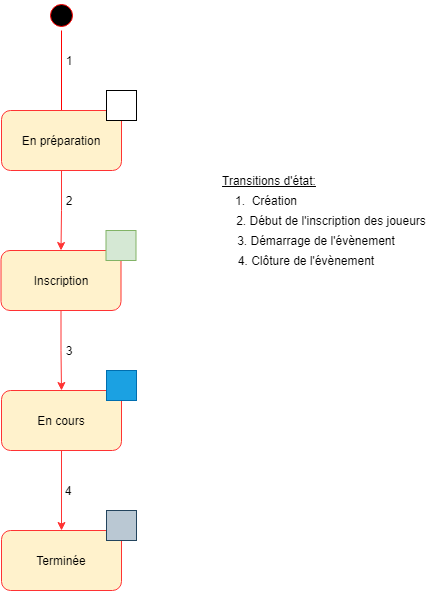 1
En préparation
2
Inscription
3
En cours
4
Terminée
Transitions d'état:
1. Création
2. Début de l'inscription des joueurs
3. Démarrage de l'évènement
4. Clôture de l'évènement